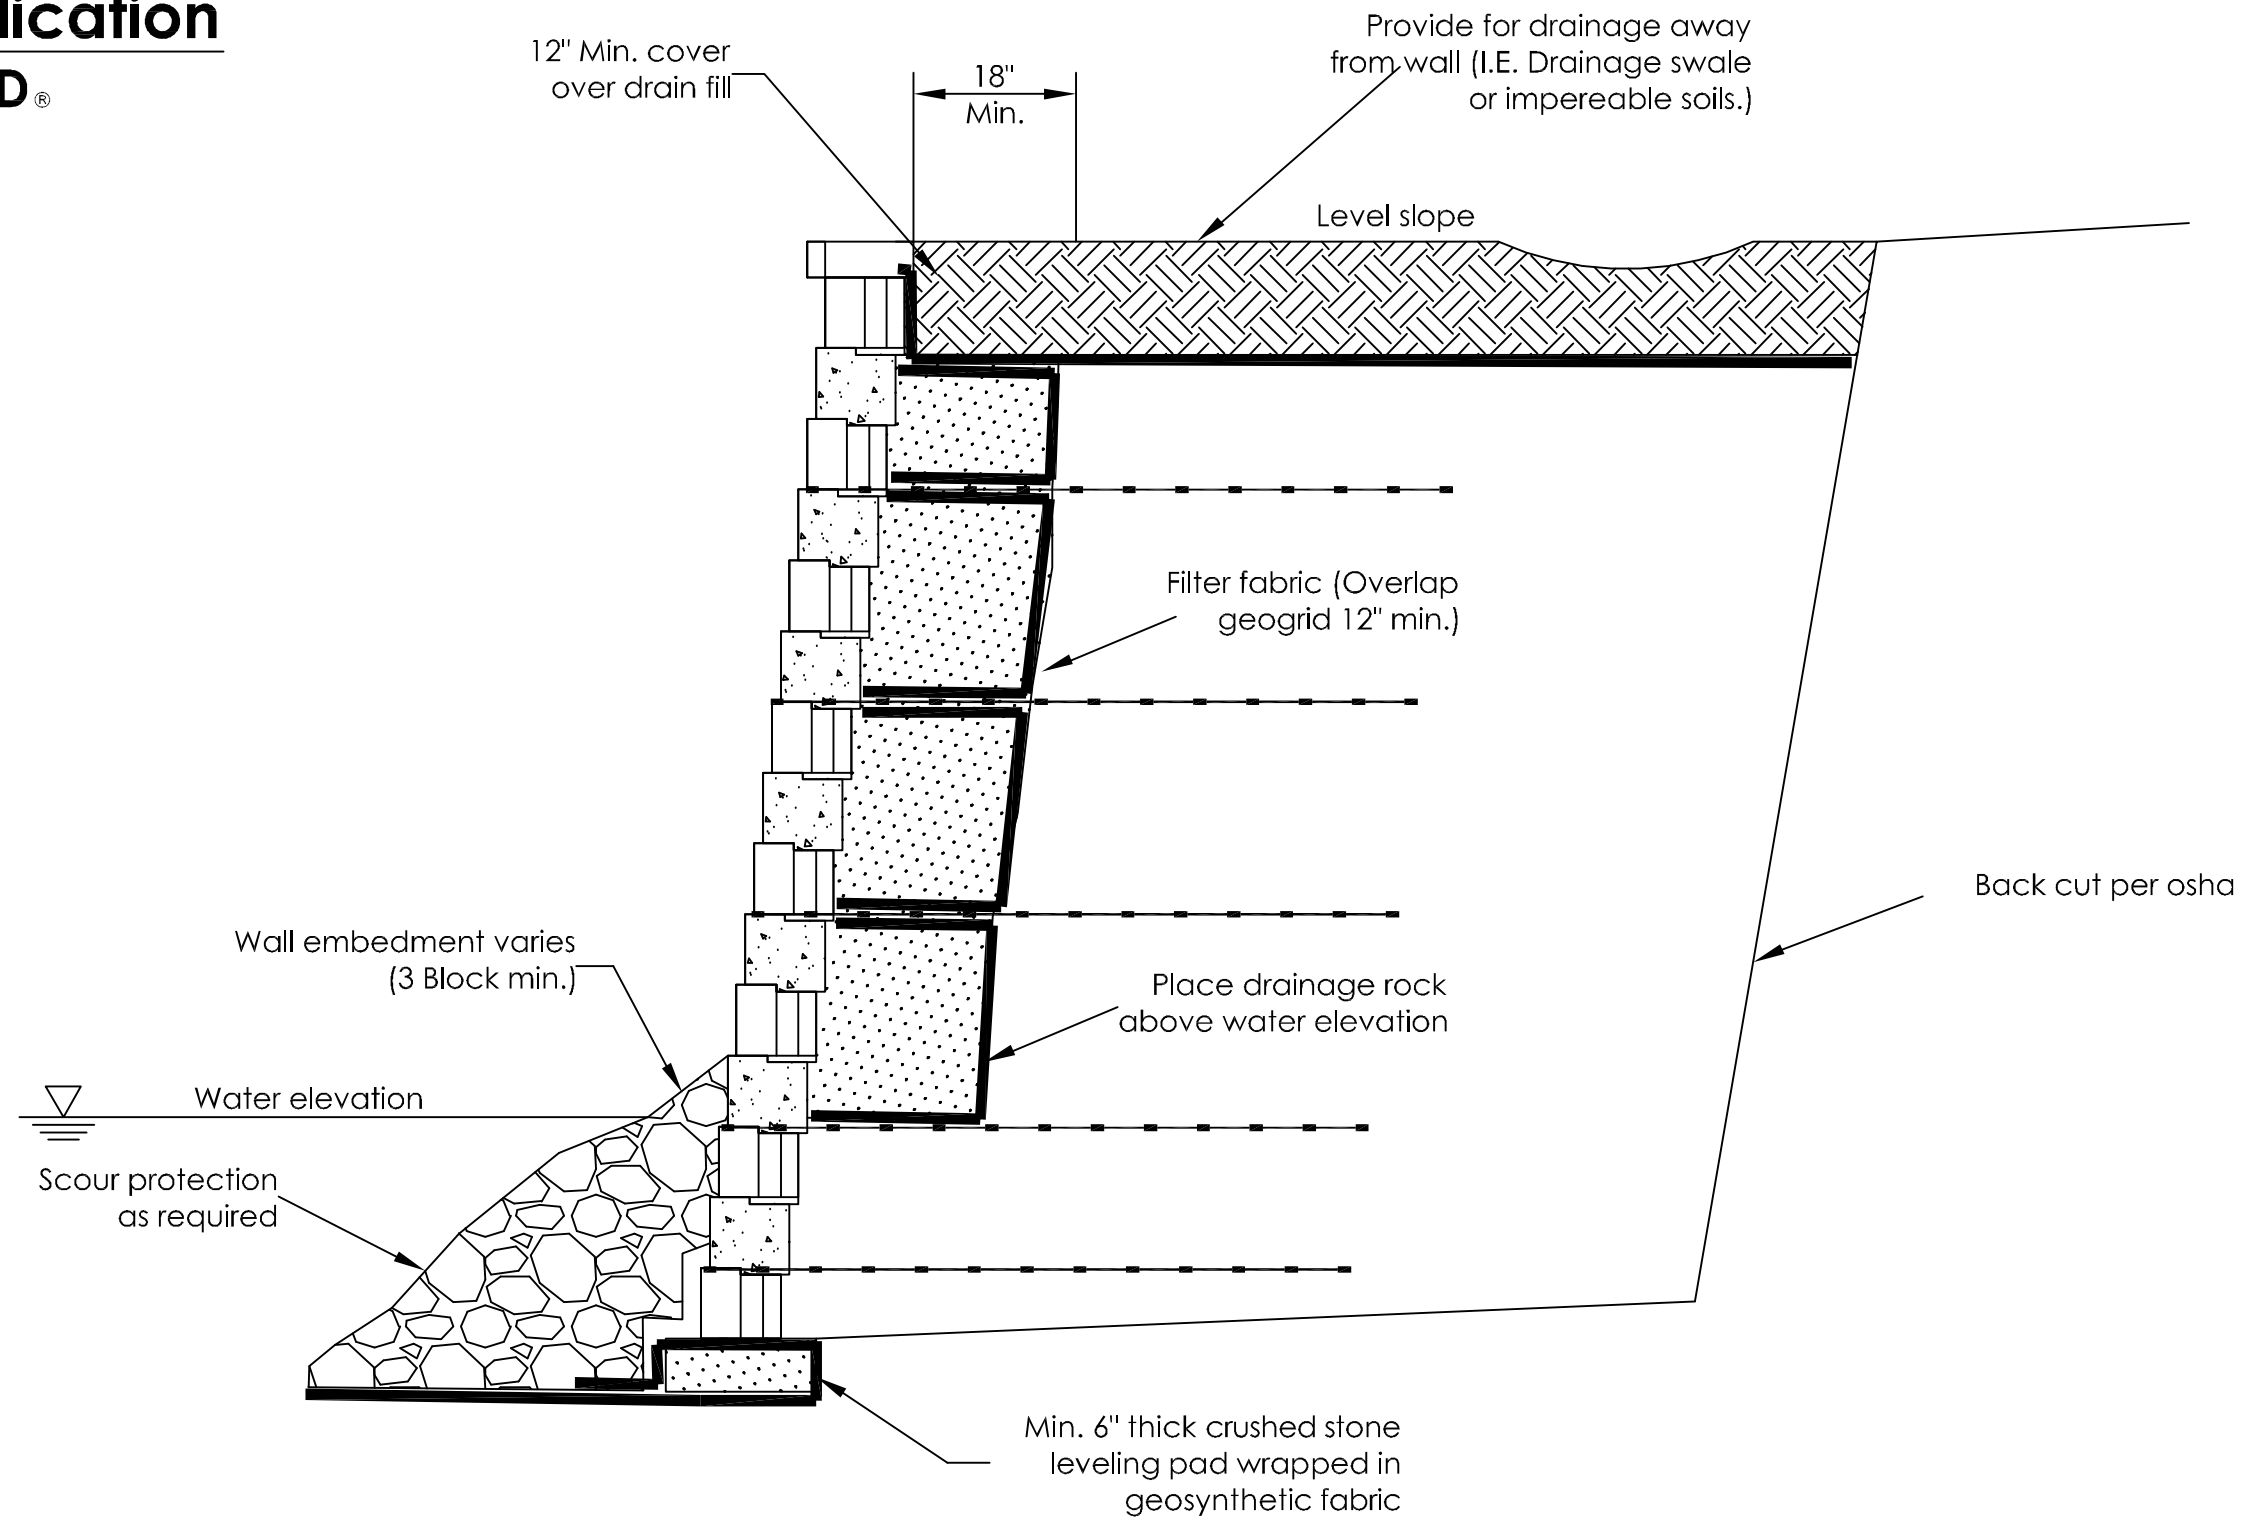 lication
D®
12" Min. cover
over drain fill
18"
Min.
Provide for drainage away
from wall (I.E. Drainage swale
or impereable soils.)
Level slope
Filter fabric (Overlap
geogrid 12" min.)
Back cut per osha
Wall embedment varies
(3 Block min.)
Place drainage rock
above water elevation
Water elevation
Scour protection
as required
Min. 6" thick crushed stone
leveling pad wrapped in
geosynthetic fabric